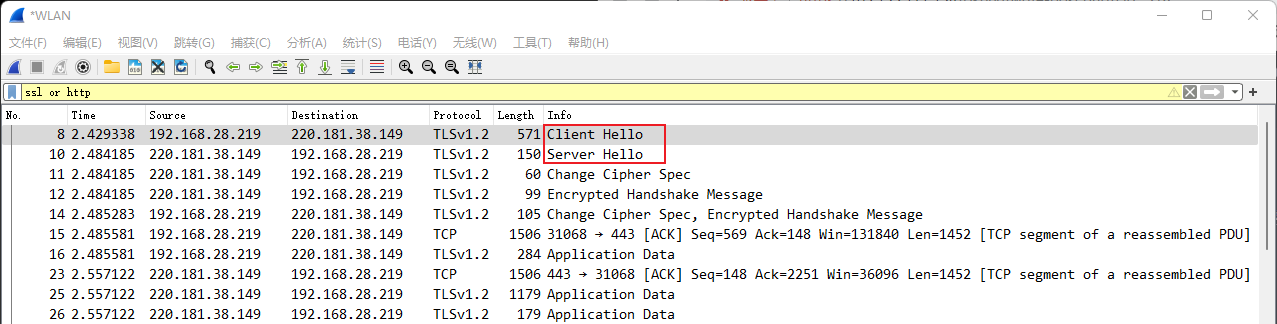 *WLAN
文件(F) 编辑(E) 视图(V) 跳转(G) 捕获(C) 分析(A) 统计(S) 电话(Y) 无线(W) 工具(T) 帮助(H)
ssl or http
No. Time Source Destination Protocol Length Info
8 2.429338 192.168.28.219 220.181.38.149 TLSv1.2 571 Client Hello
10 2.484185 220.181.38.149 192.168.28.219 TLSv1.2 150 Server Hello
11 2.484185 220.181.38.149 192.168.28.219 TLSv1.2 60 Change Cipher Spec
12 2.484185 220.181.38.149 192.168.28.219 TLSv1.2 99 Encrypted Handshake Message
14 2.485283 192.168.28.219 220.181.38.149 TLSv1.2 105 Change Cipher Spec, Encrypted Handshake Message
15 2.485581 192.168.28.219 220.181.38.149 TCP 1506 31068 → 443 [ACK] Seq=569 Ack=148 Win=131840 Len=1452 [TCP segment of a reassembled PDU]
16 2.485581 192.168.28.219 220.181.38.149 TLSv1.2 284 Application Data
23 2.557122 220.181.38.149 192.168.28.219 TCP 1506 443 → 31068 [ACK] Seq=148 Ack=2251 Win=36096 Len=1452 [TCP segment of a reassembled PDU]
25 2.557122 220.181.38.149 192.168.28.219 TLSv1.2 1179 Application Data
26 2.557122 220.181.38.149 192.168.28.219 TLSv1.2 179 Application Data